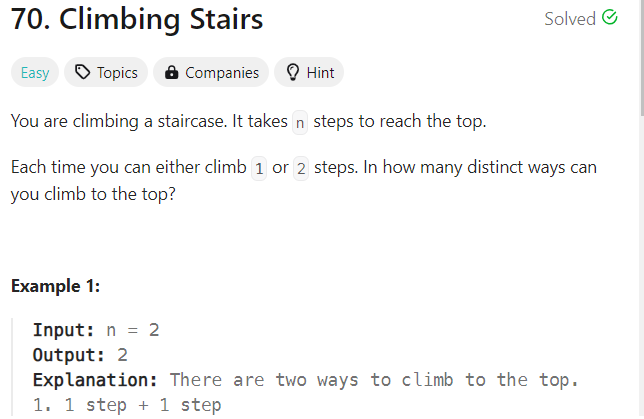 70. Climbing Stairs
Solved
Easy Topics Companies Hint
You are climbing a staircase. It takes n steps to reach the top.
Each time you can either climb 1 or 2 steps. In how many distinct ways can
you climb to the top?
Example 1:
Input: n = 2
Output: 2
Explanation: There are two ways to climb to the top.
1. 1 step + 1 step